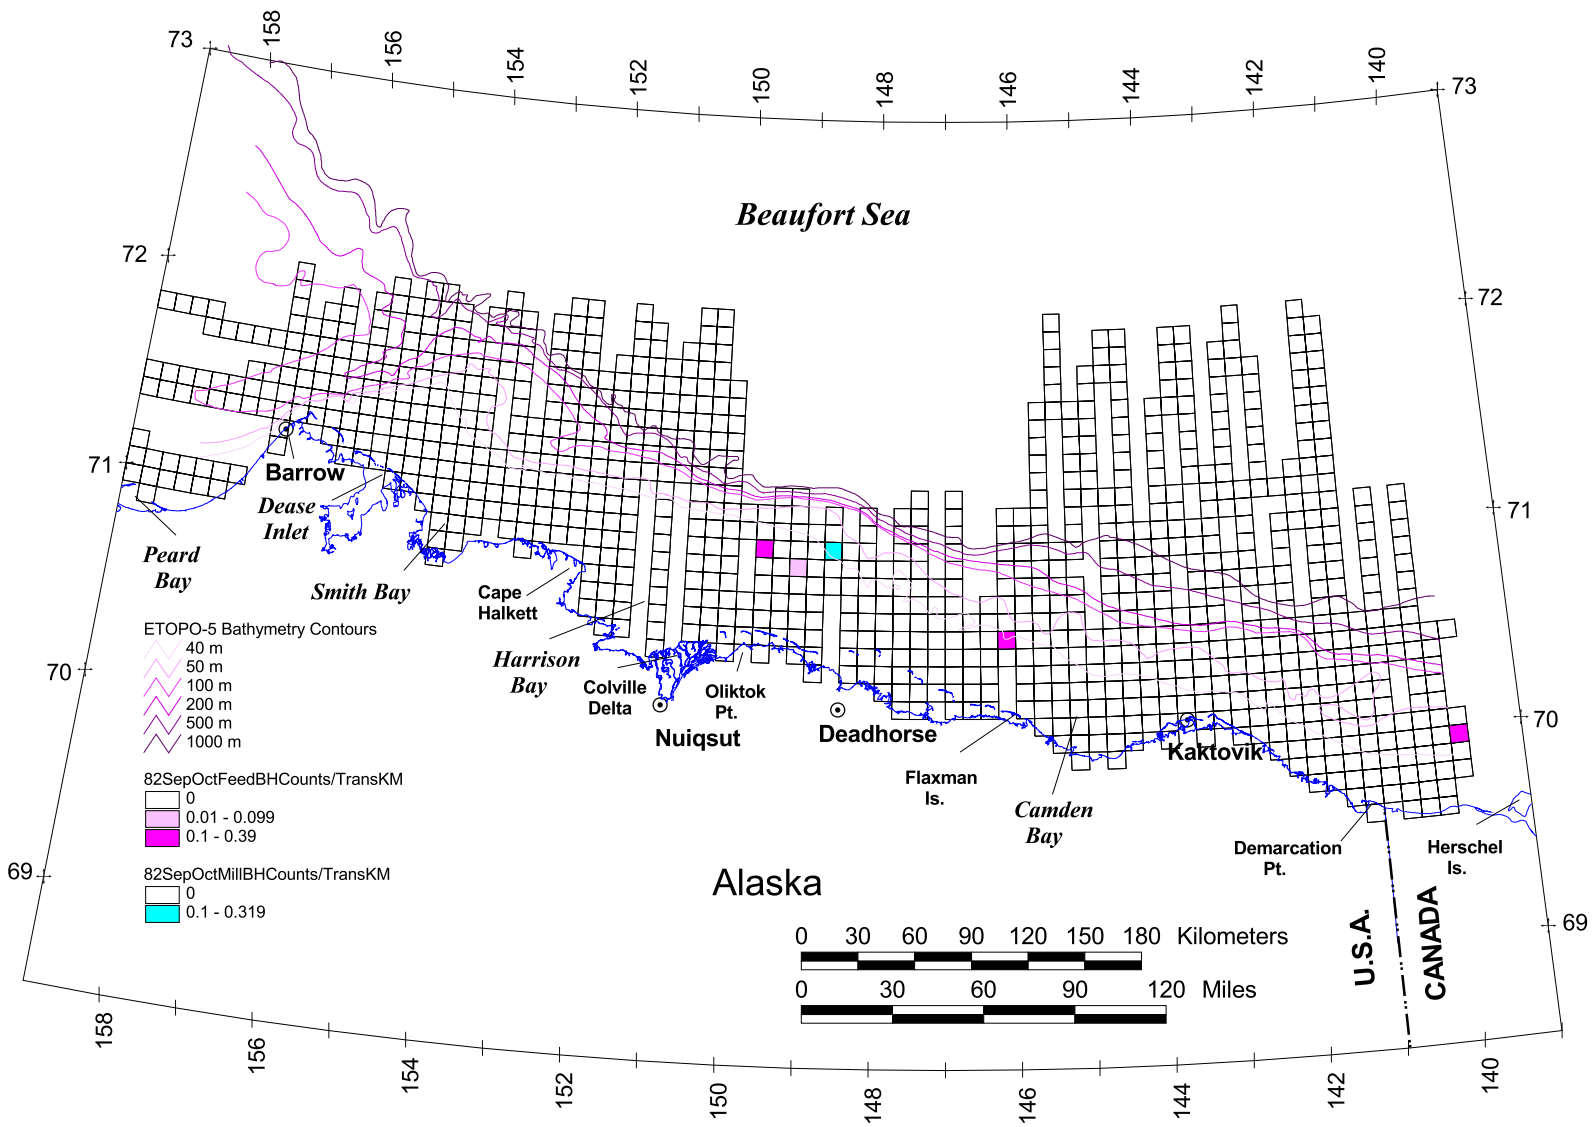 158
156
154
152
150
148
146
144
142
140
73
73
Beaufort Sea
72
72
71
71
Barrow
Dease
Inlet
Peard
Bay
Smith Bay
Cape
Halkett
Harrison
Bay
Colville
Delta
Oliktok
Pt.
Nuiqsut
Deadhorse
Flaxman
Is.
Camden
Bay
Kaktovik
Demarcation
Pt.
Herschel
Is.
70
70
ETOPO-5 Bathymetry Contours
40 m
50 m
100 m
200 m
500 m
1000 m
82SepOctFeedBHCounts/TransKM
0
0.01 - 0.099
0.1 - 0.39
82SepOctMillBHCounts/TransKM
0
0.1 - 0.319
69
69
Alaska
U.S.A.
CANADA
0 30 60 90 120 150 180 Kilometers
0 30 60 90 120 Miles
158
156
154
152
150
148
146
144
142
140